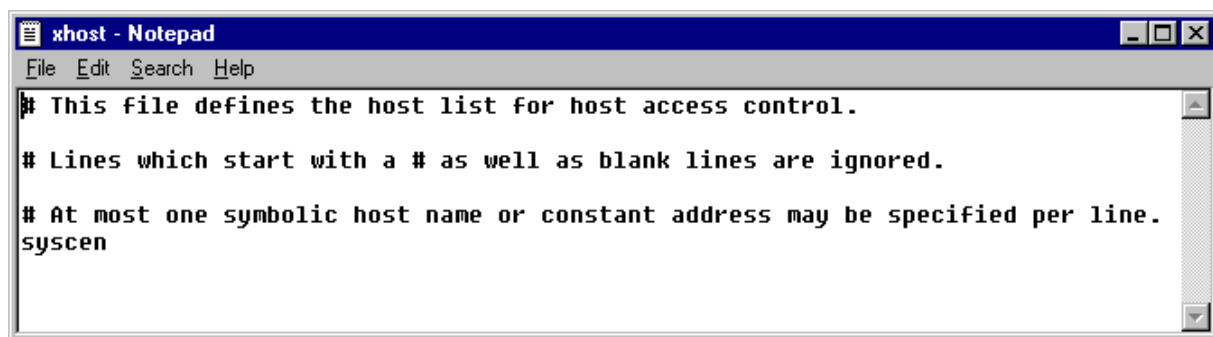 xhost - Notepad
File Edit Search Help
# This file defines the host list for host access control.
# Lines which start with a # as well as blank lines are ignored.
# At most one symbolic host name or constant address may be specified per line.
syscen